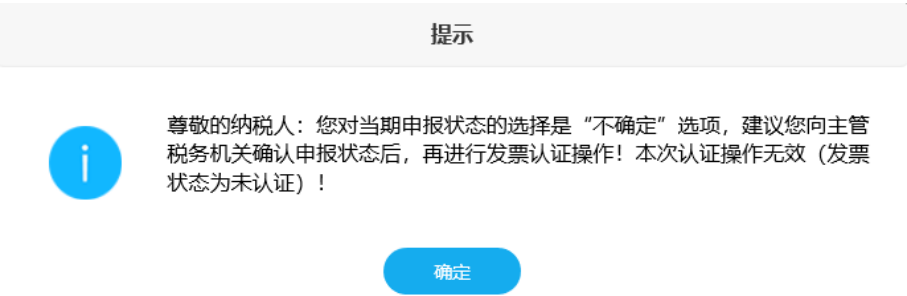 提示
尊敬的纳税人：您对当期申报状态的选择是“不确定”选项，建议您向主管
税务机关确认申报状态后，再进行发票认证操作！本次认证操作无效（发票
状态为未认证）！
确定